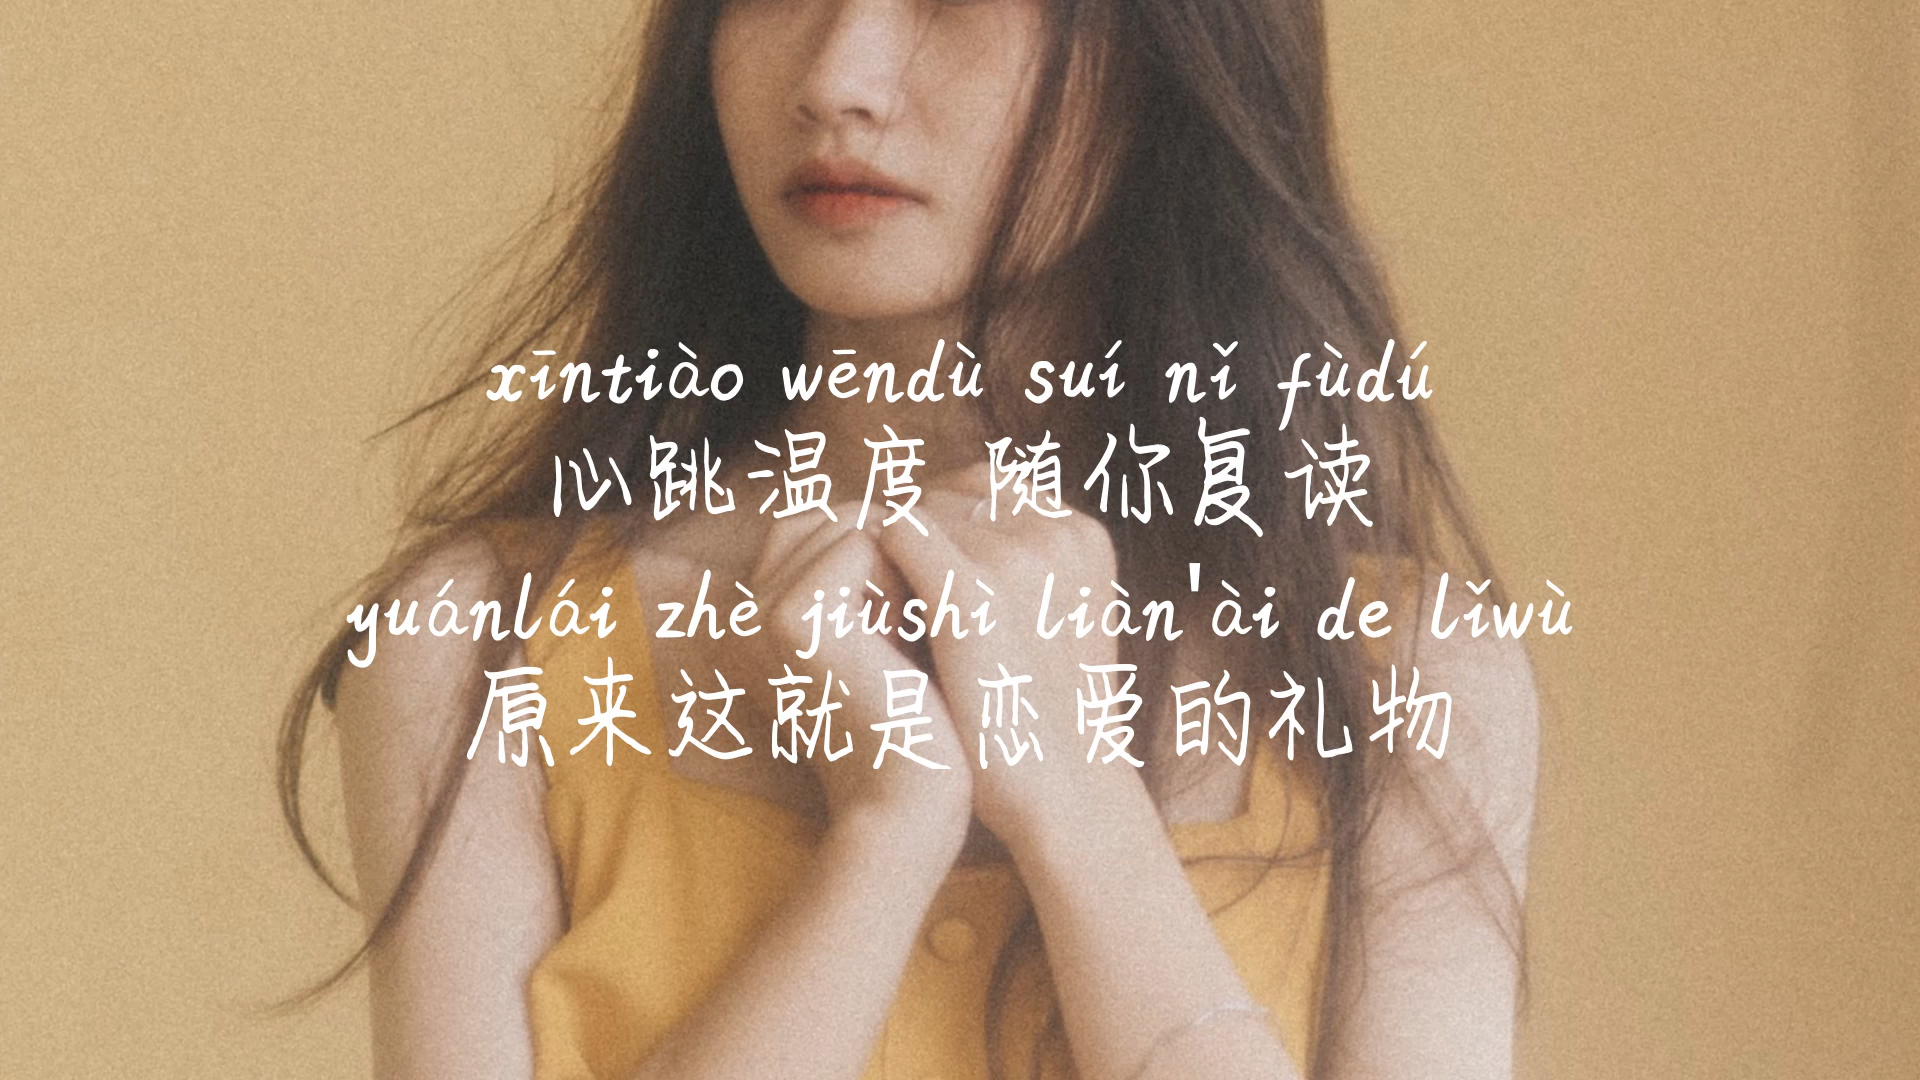 xīntiào wēndù suí nǐ fùdú
心跳温度 随你复读
yuánlái zhè jiùshì liàn'ài de lǐwù
原来这就是恋爱的礼物